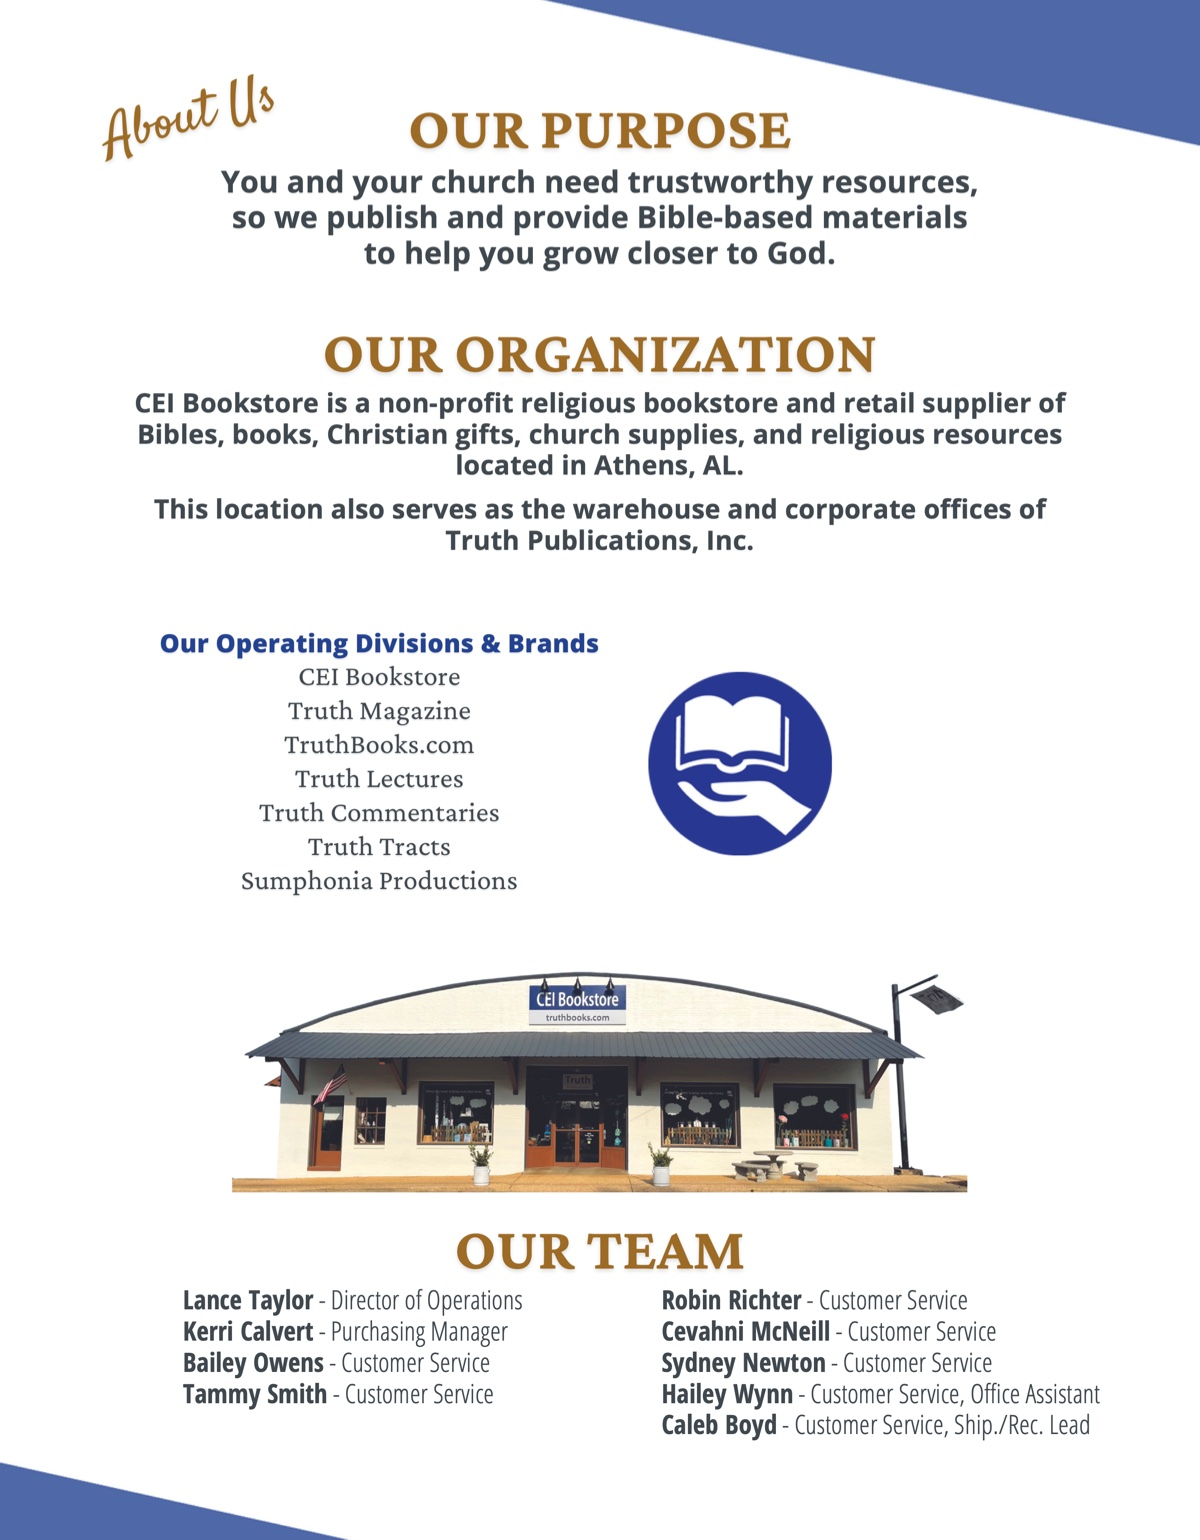 About Us
OUR PURPOSE
You and your church need trustworthy resources,
so we publish and provide Bible-based materials
to help you grow closer to God.
OUR ORGANIZATION
CEI Bookstore is a non-profit religious bookstore and retail supplier of
Bibles, books, Christian gifts, church supplies, and religious resources
located in Athens, AL.
This location also serves as the warehouse and corporate offices of
Truth Publications, Inc.
Our Operating Divisions & Brands
CEI Bookstore
Truth Magazine
TruthBooks.com
Truth Lectures
Truth Commentaries
Truth Tracts
Sumphonia Productions
CEI Bookstore
truthbooks.com
Truth
OUR TEAM
Lance Taylor - Director of Operations
Kerri Calvert - Purchasing Manager
Bailey Owens - Customer Service
Tammy Smith - Customer Service
Robin Richter - Customer Service
Cevahni McNeill - Customer Service
Sydney Newton - Customer Service
Hailey Wynn - Customer Service, Office Assistant
Caleb Boyd - Customer Service, Ship./Rec. Lead